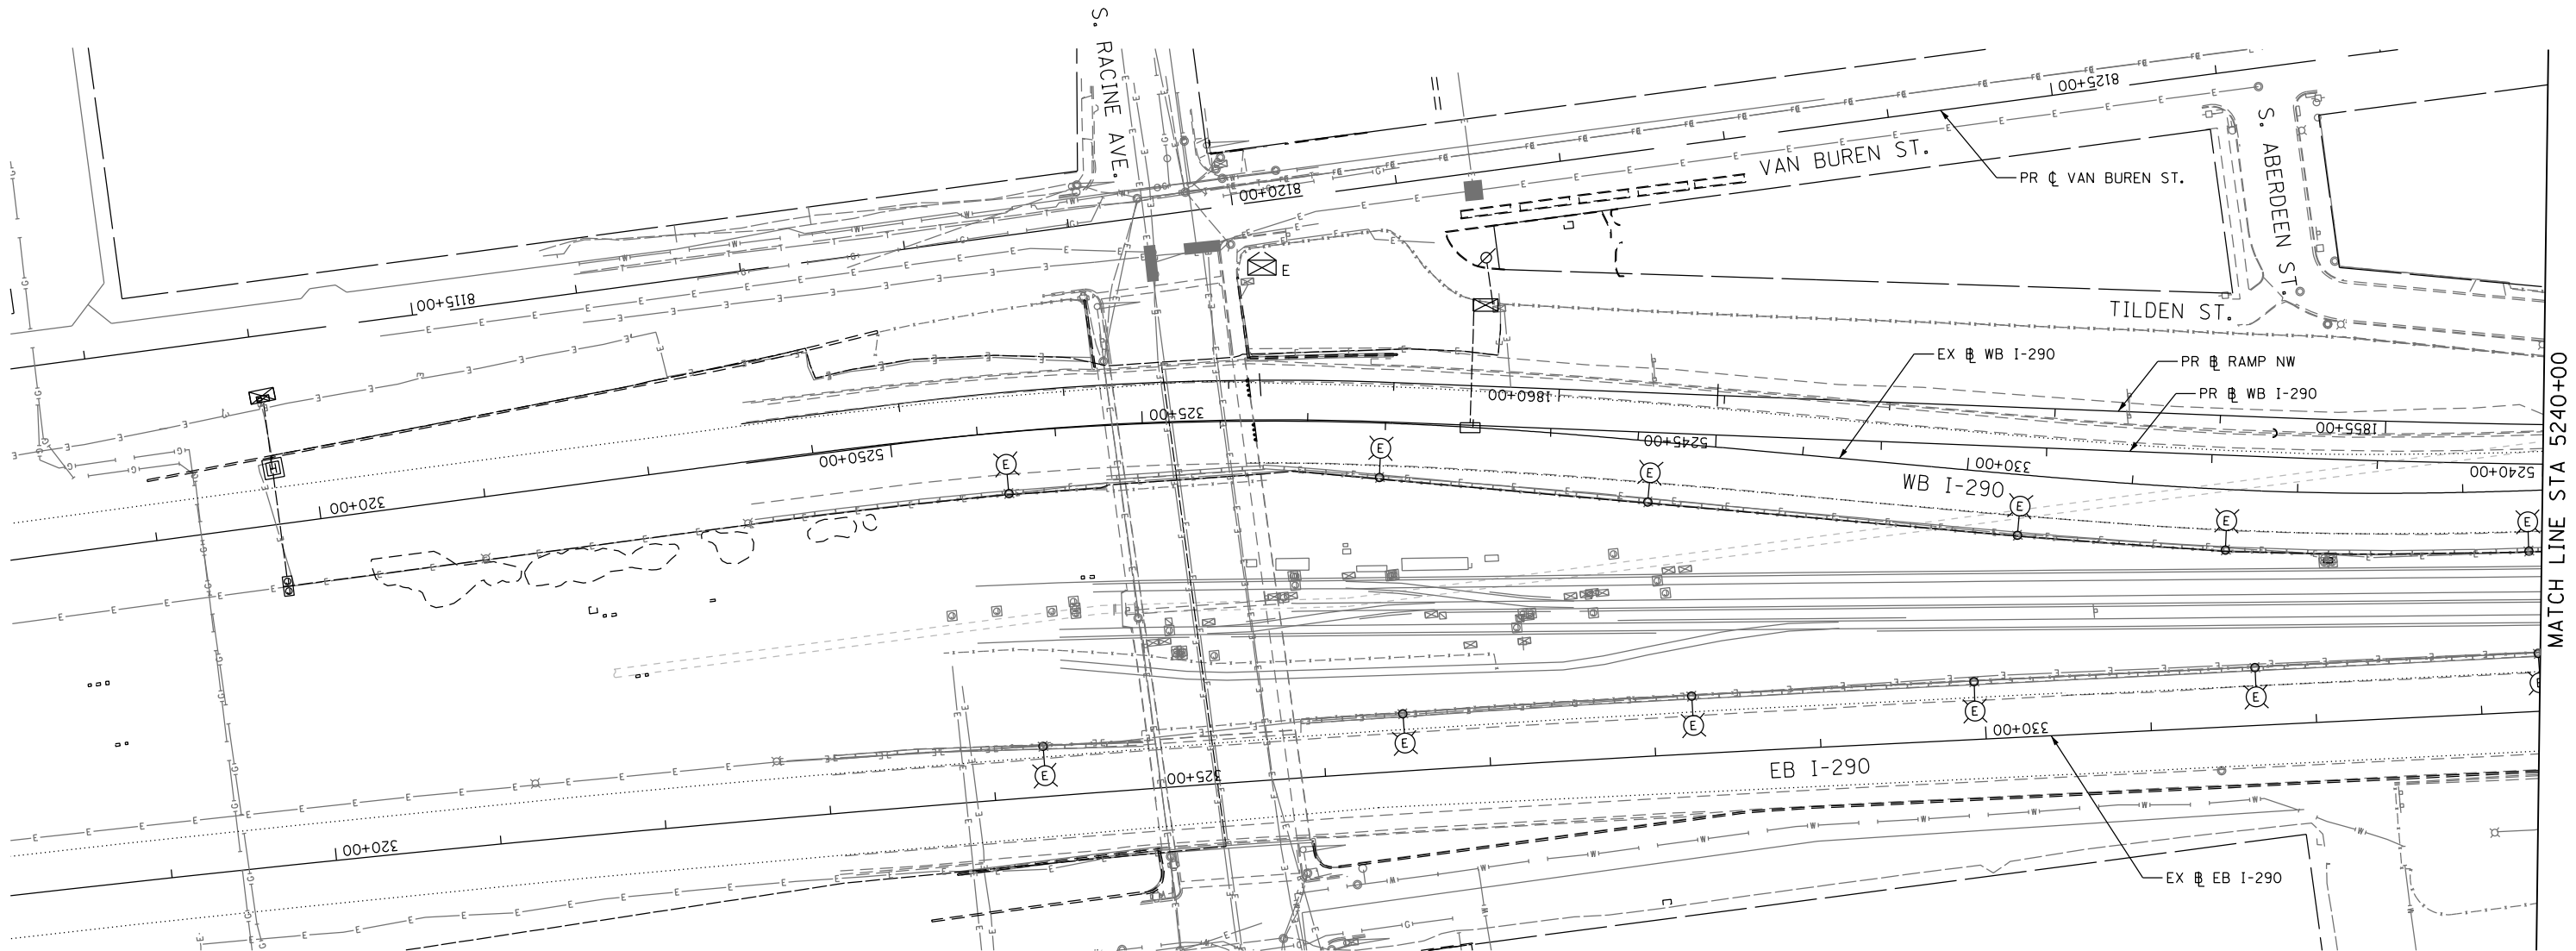 S. RACINE AVE.
8125+00
S. ABERDEEN ST.
VAN BUREN ST.
PR ℄ VAN BUREN ST.
8120+00
E
8115+00
TILDEN ST.
EX B WB I-290
PR B RAMP NW
PR B WB I-290
MATCH LINE STA 5240+00
1860+00
325+00
1855+00
5245+00
5250+00
330+00
5240+00
320+00
WB I-290
H
E
E
E
E
E
E
E
E
E
E
E
330+00
325+00
EB I-290
320+00
EX B EB I-290